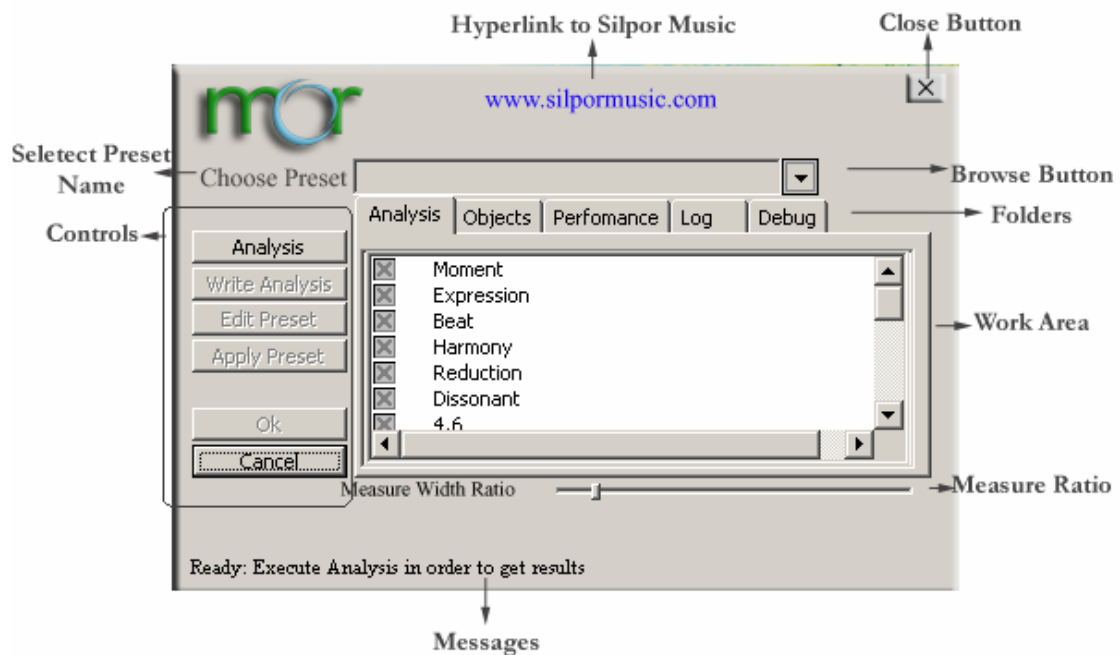 Hyperlink to Silpor Music
Close Button
mor
www.silpormusic.com
Seletect Preset
Name
Choose Preset
Browse Button
Analysis
Objects
Perfomance
Log
Debug
Folders
Controls
Analysis
Write Analysis
Edit Preset
Apply Preset
Ok
Cancel
Moment
Expression
Beat
Harmony
Reduction
Dissonant
4.6
Work Area
Measure Width Ratio
Measure Ratio
Ready: Execute Analysis in order to get results
Messages